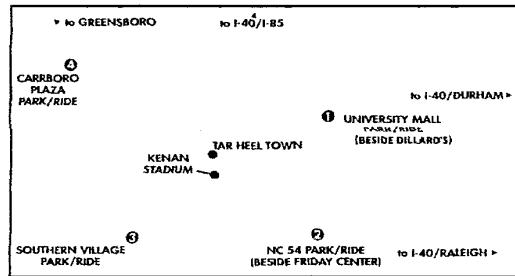 to GREENSBORO
to I-40/I-85
4
CARRBORO
PLAZA
PARK/RIDE
to I-40/DURHAM
1
UNIVERSITY MALL
PARK/RIDE
(BESIDE DILLARD'S)
TAR HEEL TOWN
KENAN
STADIUM
3
SOUTHERN VILLAGE
PARK/RIDE
2
NC 54 PARK/RIDE
(BESIDE FRIDAY CENTER)
to I-40/RALEIGH